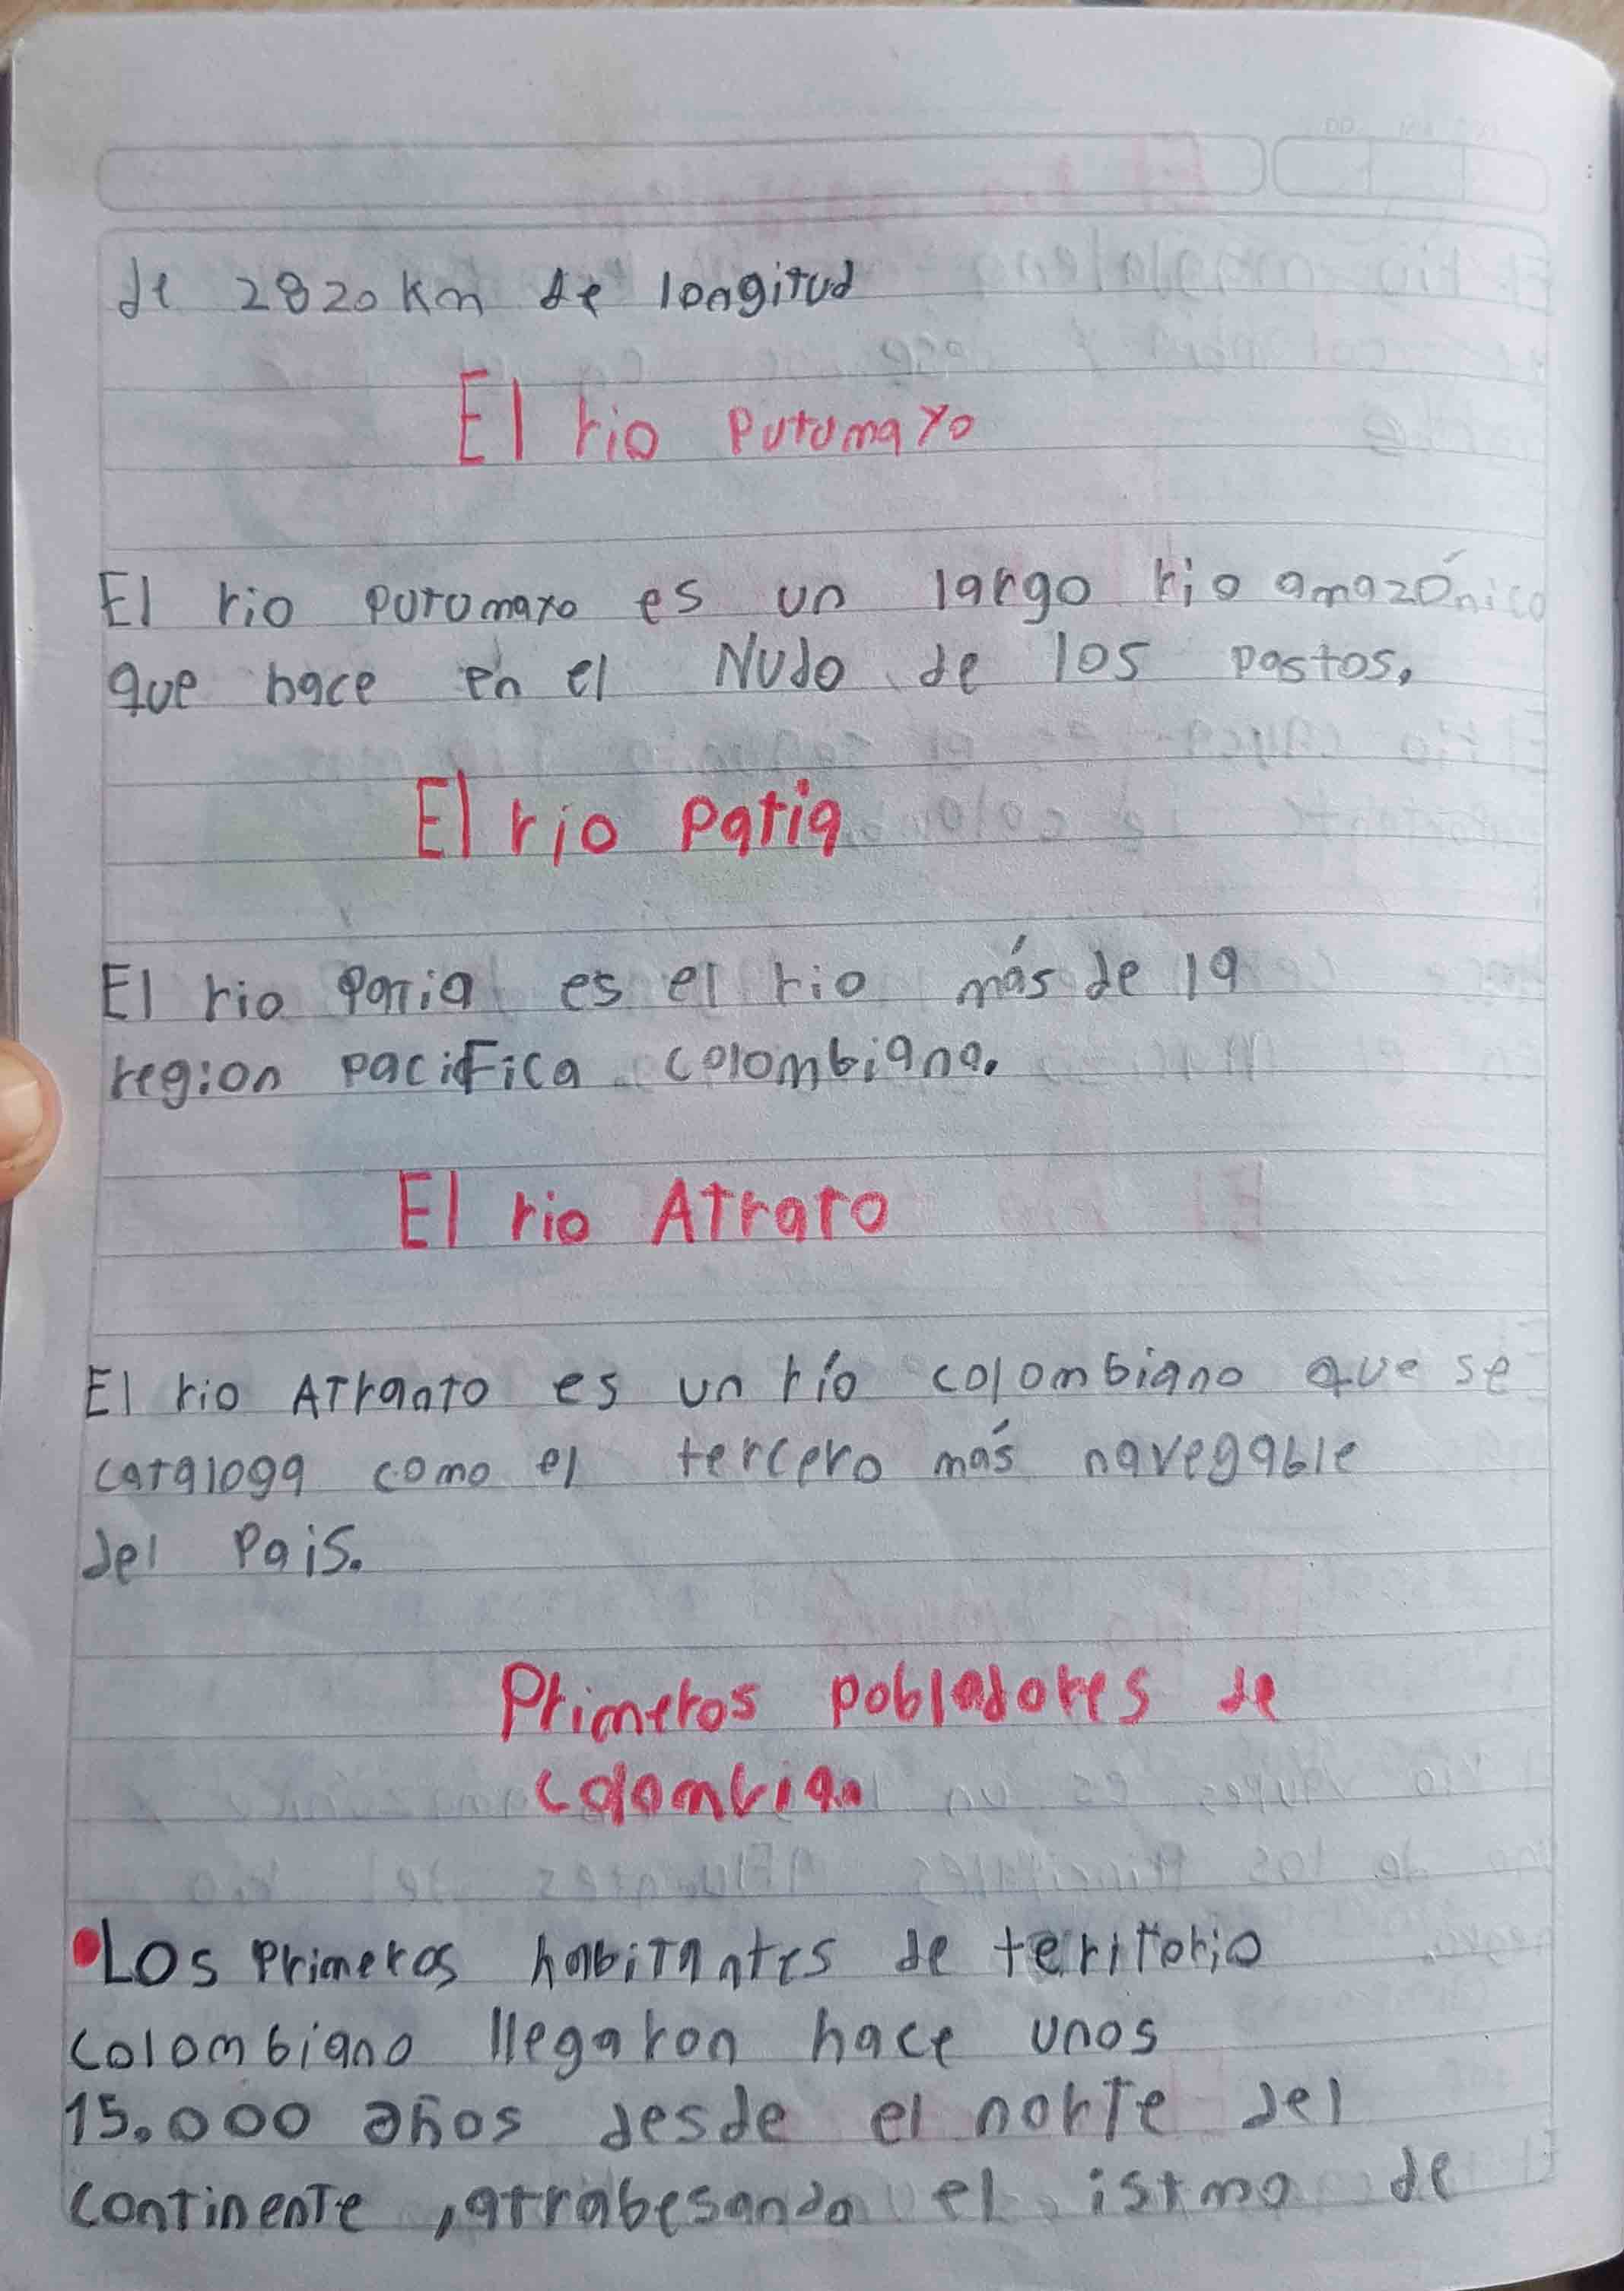 de 2820 km de longitud
El rio putumayo
El rio putumayo es un largo rio amazónico
que nace en el Nudo de los pastos.
El rio patia
El rio patia es el rio más de la
region pacifica colombiana.
El rio Atrato
El rio Atranto es un río colombiano que se
cataloga como el tercero más navegable
del Pais.
Primeros pobladores de
colombia.
•Los Primeros habitantes de territorio
colombiano llegaron hace unos
15.000 años desde el norte del
continente, atrabesando el istmo de